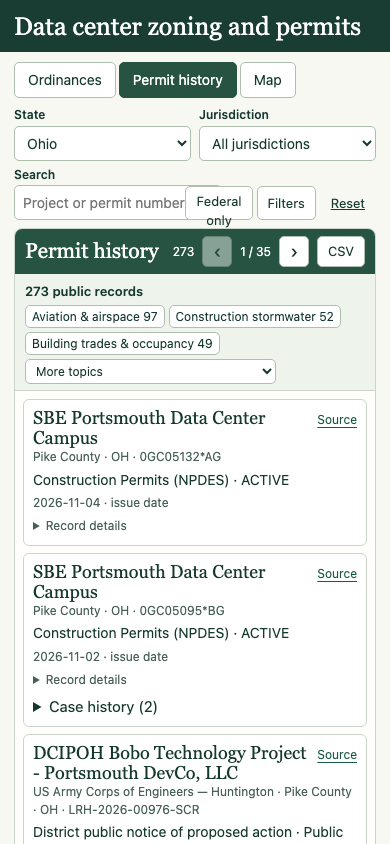 Data center zoning and permits
Ordinances Permit history Map
State Jurisdiction
Ohio All jurisdictions
Search
Project or permit number Federal only Filters Reset
Permit history 273 ‹ 1 / 35 › CSV
273 public records
Aviation & airspace 97 Construction stormwater 52
Building trades & occupancy 49
More topics
SBE Portsmouth Data Center Source
Campus
Pike County · OH · 0GC05132*AG
Construction Permits (NPDES) · ACTIVE
2026-11-04 · issue date
▶ Record details
SBE Portsmouth Data Center Source
Campus
Pike County · OH · 0GC05095*BG
Construction Permits (NPDES) · ACTIVE
2026-11-02 · issue date
▶ Record details
▶ Case history (2)
DCIPOH Bobo Technology Project Source
- Portsmouth DevCo, LLC
US Army Corps of Engineers — Huntington · Pike County
· OH · LRH-2026-00976-SCR
District public notice of proposed action · Public